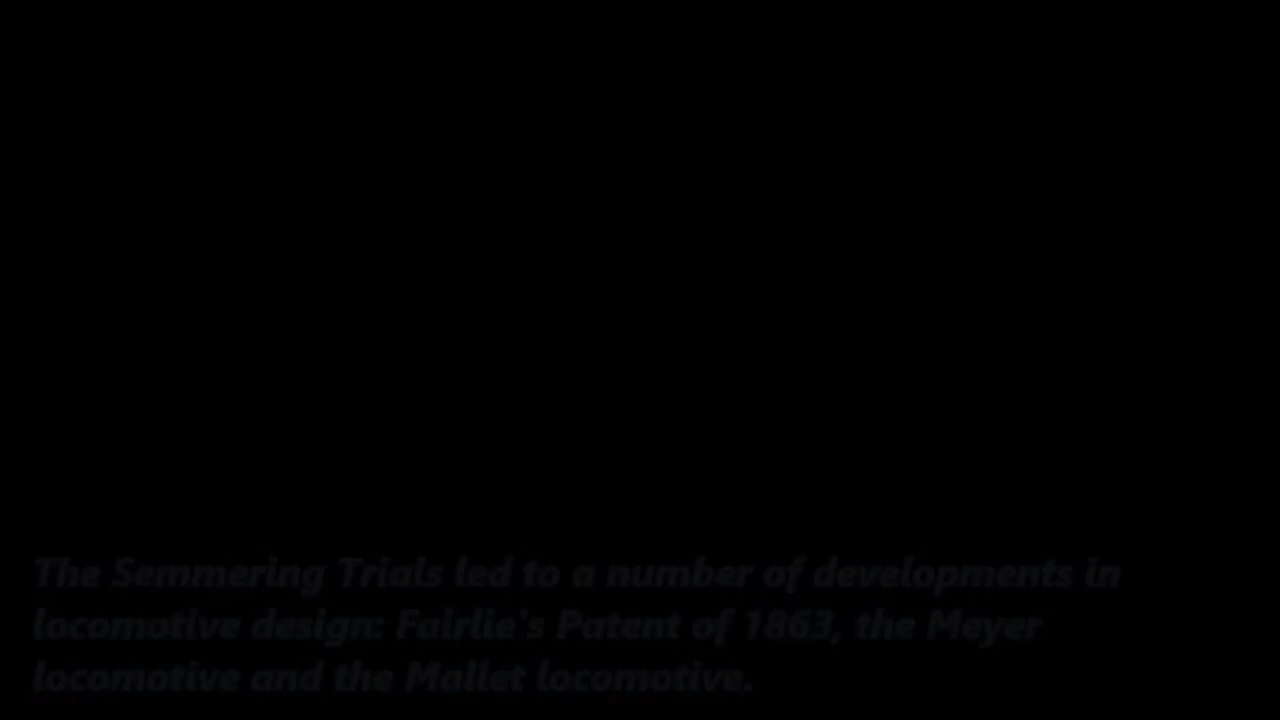 The Semmering Trials led to a number of developments in
locomotive design: Fairlie's Patent of 1863, the Meyer
locomotive and the Mallet locomotive.